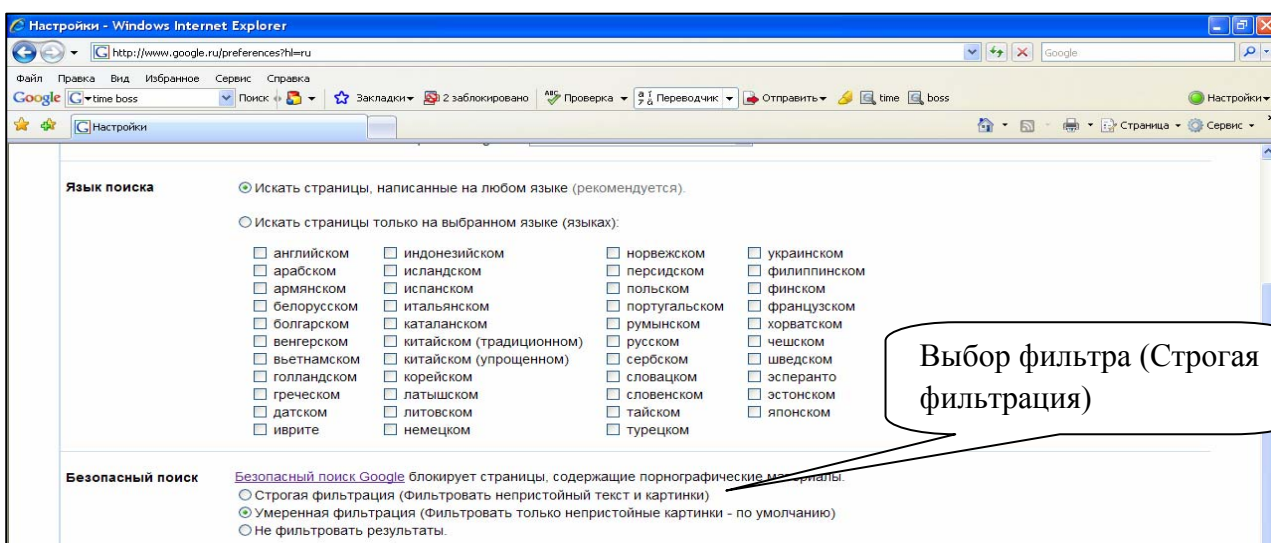 Настройки - Windows Internet Explorer
http://www.google.ru/preferences?hl=ru
Google
Файл Правка Вид Избранное Сервис Справка
Google time boss Поиск Закладки 2 заблокировано Проверка Переводчик Отправить time boss Настройки
Настройки Страница Сервис
Язык поиска Искать страницы, написанные на любом языке (рекомендуется).
Искать страницы только на выбранном языке (языках):
английском индонезийском норвежском украинском
арабском исландском персидском филиппинском
армянском испанском польском финском
белорусском итальянском португальском французском
болгарском каталанском румынском хорватском
венгерском китайском (традиционном) русском чешском
вьетнамском китайском (упрощенном) сербском шведском
голландском корейском словацком эсперанто
греческом латышском словенском эстонском
датском литовском тайском японском
иврите немецком турецком
Выбор фильтра (Строгая
фильтрация)
Безопасный поиск Безопасный поиск Google блокирует страницы, содержащие порнографические материалы.
Строгая фильтрация (Фильтровать непристойный текст и картинки)
Умеренная фильтрация (Фильтровать только непристойные картинки - по умолчанию)
Не фильтровать результаты.